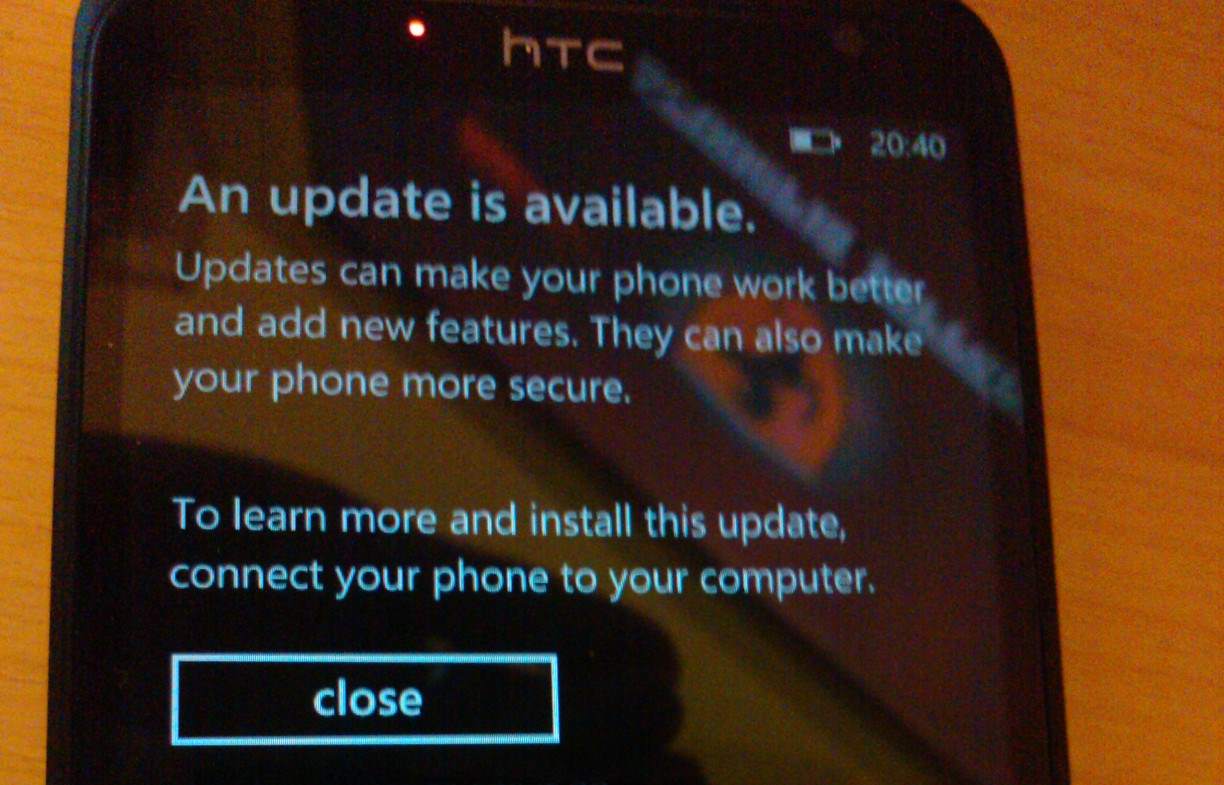 hTC
20:40
An update is available.
Updates can make your phone work better
and add new features. They can also make
your phone more secure.
To learn more and install this update,
connect your phone to your computer.
close